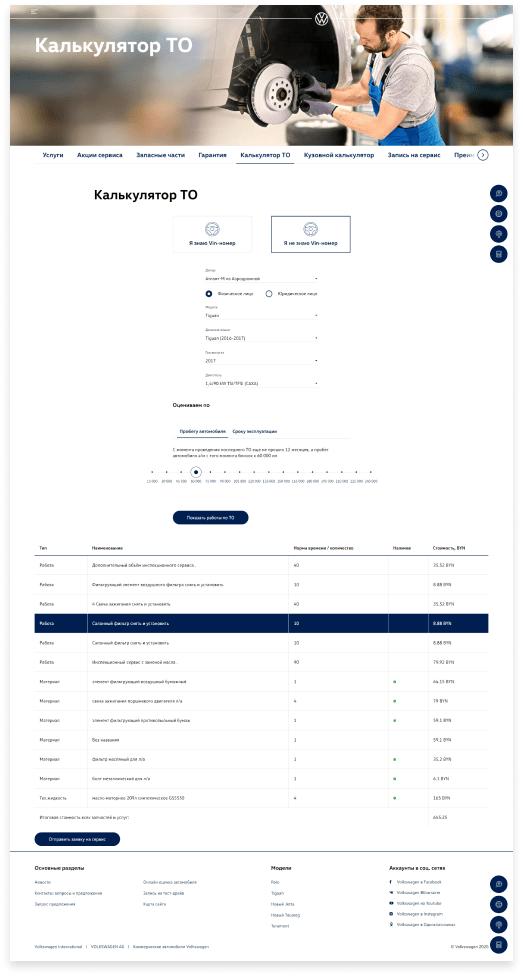 Калькулятор ТО
Услуги Акции сервиса Запасные части Гарантия Калькулятор ТО Кузовной калькулятор Запись на сервис Преим
Калькулятор ТО
Я знаю Vin-номер Я не знаю Vin-номер
Дилер
Атлант-М на Аэродромной
Физическое лицо Юридическое лицо
Модель
Tiguan
Tiguan (2016-2017)
2017
Двигатель
1,4/90 kW TSI/TFSI (CAXA)
Оцениваем по
Пробегу автомобиля Сроку эксплуатации
С момента проведения последнего ТО еще не прошло 12 месяцев, а пробег
автомобиля а/м с того момента близок к 60 000 км
15 000 30 000 45 000 60 000 75 000 90 000 105 000 120 000 135 000 150 000 165 000 180 000 195 000 210 000 225 000 240 000
Показать работы по ТО
Тип Наименование Норма времени / количество Наличие Стоимость, BYN
Работа Дополнительный объём инспекционного сервиса. 40 35.52 BYN
Работа Фильтрующий элемент воздушного фильтра снять и установить 10 8.88 BYN
Работа 4 Свечи зажигания снять и установить 40 35.52 BYN
Работа Салонный фильтр снять и установить 10 8.88 BYN
Работа Салонный фильтр снять и установить 10 8.88 BYN
Работа Инспекционный сервис с заменой масла. 90 79.92 BYN
Материал элемент фильтрующий воздушный бумажный 1 64.15 BYN
Материал свеча зажигания поршневого двигателя л/а 4 79 BYN
Материал элемент фильтрующий противопыльный бумаж 1 59.1 BYN
Материал Без названия 1 59.1 BYN
Материал фильтр масляный для л/а 1 35.2 BYN
Материал болт металлический для л/а 1 6.1 BYN
Тех.жидкость масло моторное 209л синтетическое GS55502 4 165 BYN
Итоговая стоимость всех запчастей и услуг: 645.25
Отправить заявку на сервис
Основные разделы Модели Аккаунты в соц. сетях
Новости Онлайн-оценка автомобиля Polo Volkswagen в Facebook
Контакты: вопросы и предложения Запись на тест-драйв Tiguan Volkswagen ВКонтакте
Запрос предложения Карта сайта Новый Jetta Volkswagen на Youtube
Новый Touareg Volkswagen в Instagram
Teramont Volkswagen в Одноклассниках
Volkswagen International | VOLKSWAGEN AG | Коммерческие автомобили Volkswagen © Volkswagen 2020